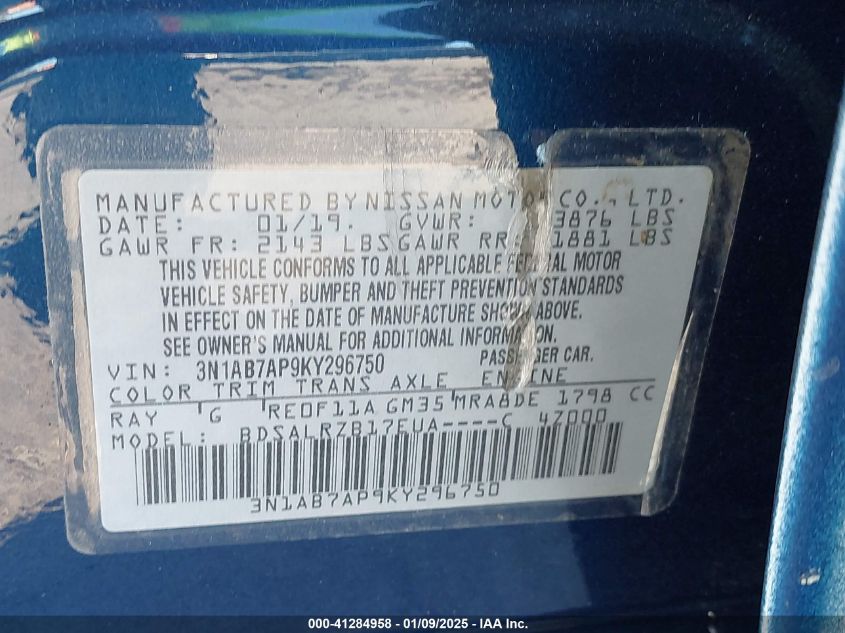 MANUFACTURED BY NISSAN MOTOR CO., LTD.
DATE: 01/19. GVWR: 3876 LBS
GAWR FR: 2143 LBS GAWR RR: 1881 LBS
THIS VEHICLE CONFORMS TO ALL APPLICABLE FEDERAL MOTOR
VEHICLE SAFETY, BUMPER AND THEFT PREVENTION STANDARDS
IN EFFECT ON THE DATE OF MANUFACTURE SHOWN ABOVE.
SEE OWNER'S MANUAL FOR ADDITIONAL INFORMATION.
VIN: 3N1AB7AP9KY296750 PASSENGER CAR.
COLOR TRIM TRANS AXLE ENGINE
RAY G RE0F11A GM35 MRA8DE 1798 CC
MODEL: BDSALRZB17EUA----C 4Z000
3N1AB7AP9KY296750
000-41284958 - 01/09/2025 - IAA Inc.